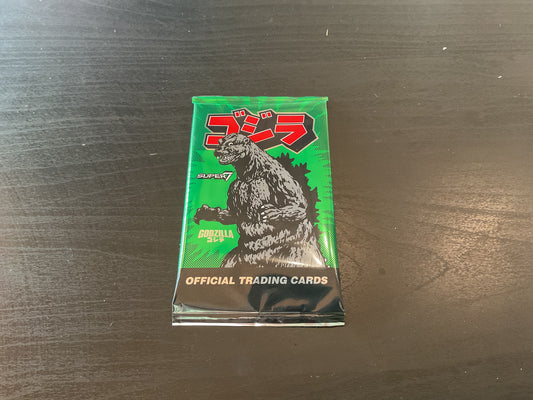 ゴジラ
SUPER7
GODZILLA
ゴジラ
OFFICIAL TRADING CARDS